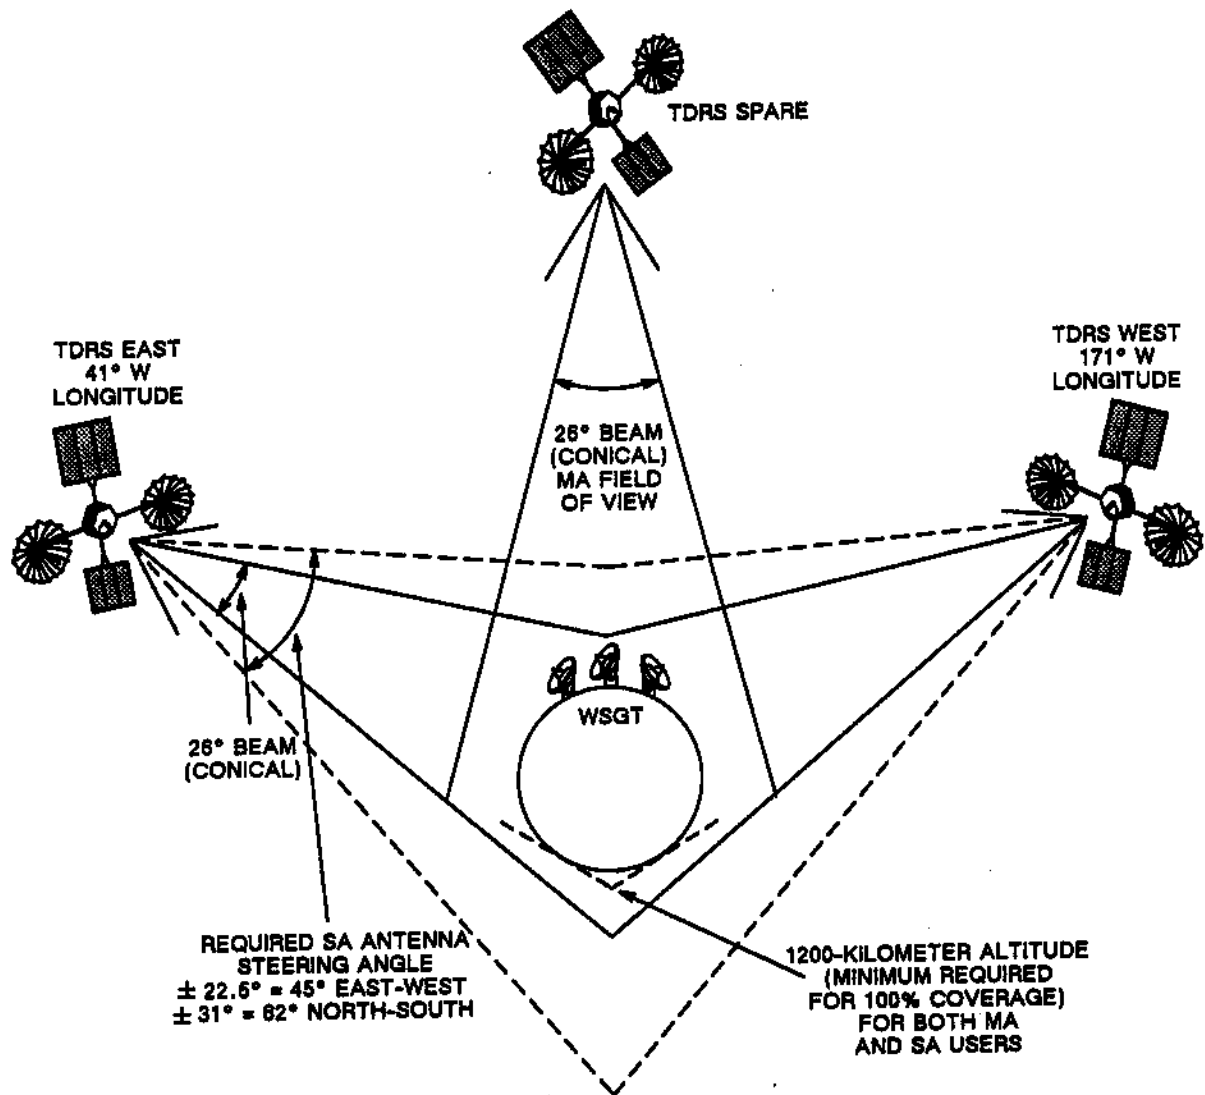 TDRS SPARE
TDRS EAST
41° W
LONGITUDE
TDRS WEST
171° W
LONGITUDE
26° BEAM
(CONICAL)
MA FIELD
OF VIEW
WSGT
26° BEAM
(CONICAL)
REQUIRED SA ANTENNA
STEERING ANGLE
± 22.5° = 45° EAST-WEST
± 31° = 62° NORTH-SOUTH
1200-KILOMETER ALTITUDE
(MINIMUM REQUIRED
FOR 100% COVERAGE)
FOR BOTH MA
AND SA USERS